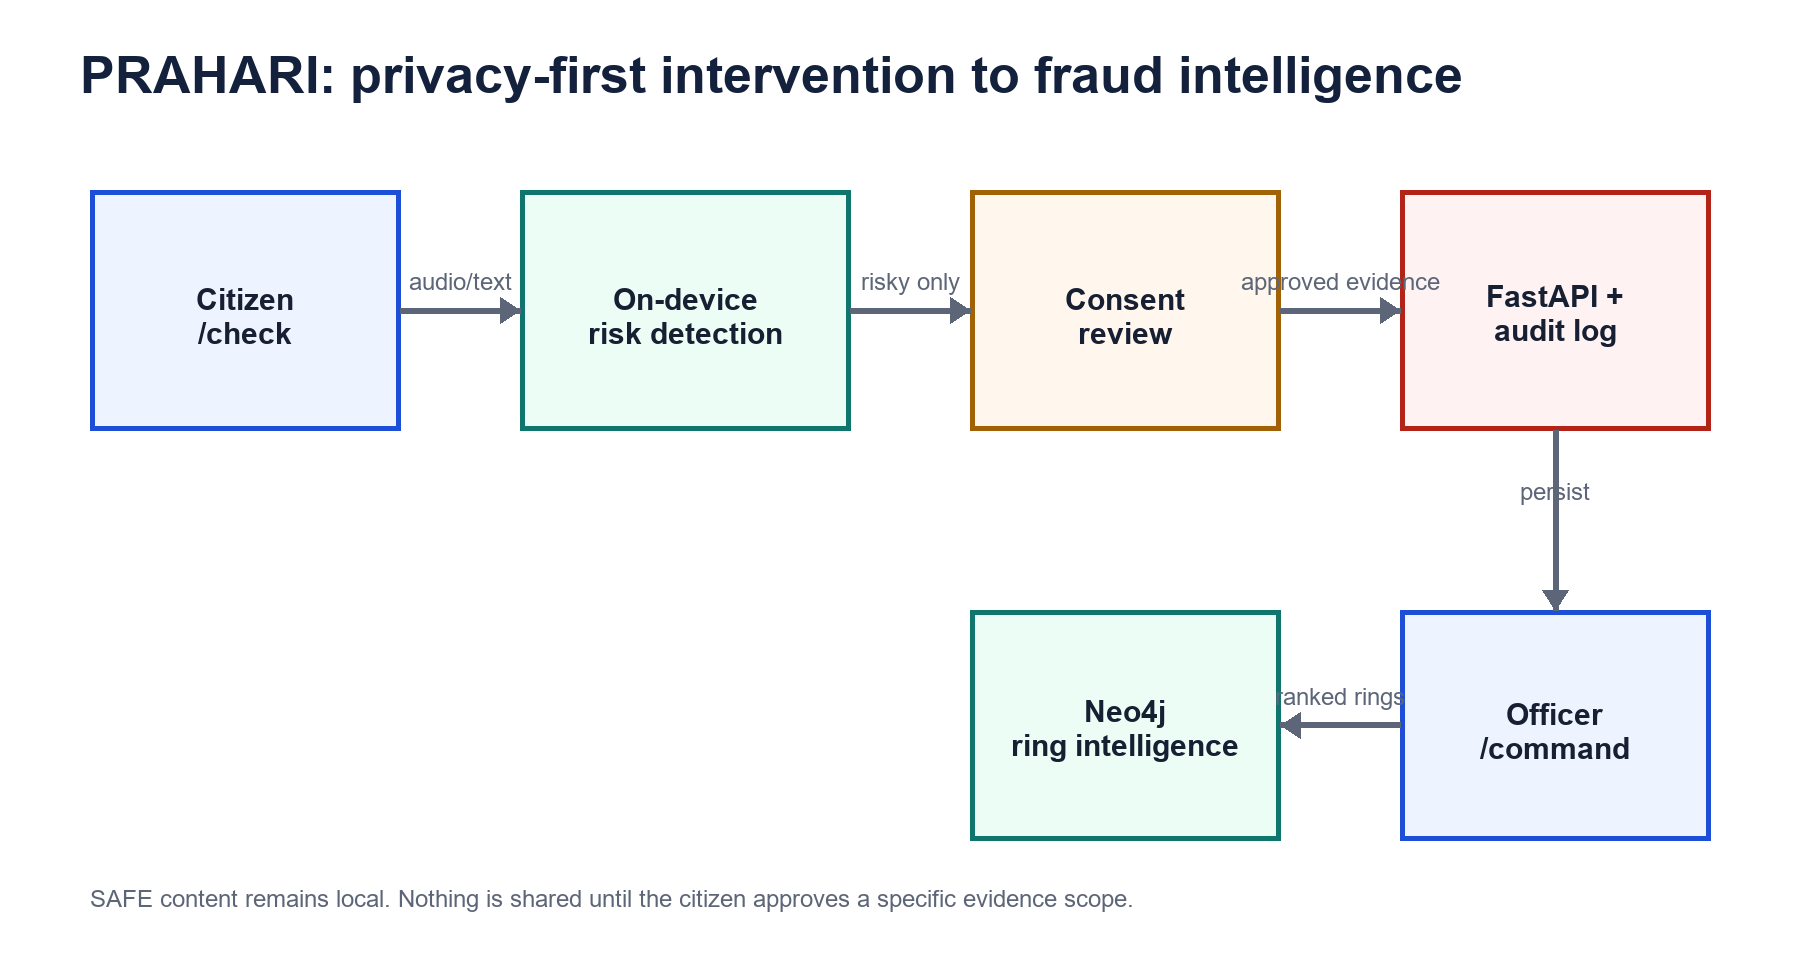 PRAHARI: privacy-first intervention to fraud intelligence
Citizen
/check
audio/text
On-device
risk detection
risky only
Consent
review
approved evidence
FastAPI +
audit log
persist
Officer
/command
ranked rings
Neo4j
ring intelligence
SAFE content remains local. Nothing is shared until the citizen approves a specific evidence scope.